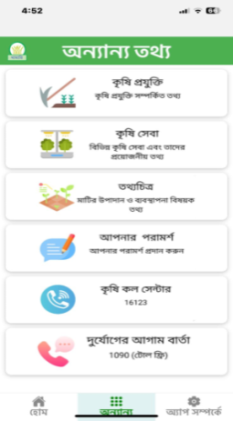 4:52
অন্যান্য তথ্য
কৃষি প্রযুক্তি
কৃষি প্রযুক্তি সম্পর্কিত তথ্য
কৃষি সেবা
বিভিন্ন কৃষি সেবা এবং তাদের
প্রয়োজনীয় তথ্য
তথ্যচিত্র
মাটির উপাদান ও ব্যবস্থাপনা বিষয়ক
তথ্য
আপনার পরামর্শ
আপনার পরামর্শ প্রদান করুন
কৃষি কল সেন্টার
16123
দুর্যোগের আগাম বার্তা
1090 (টোল ফ্রি)
হোম
অন্যান্য
অ্যাপ সম্পর্কে